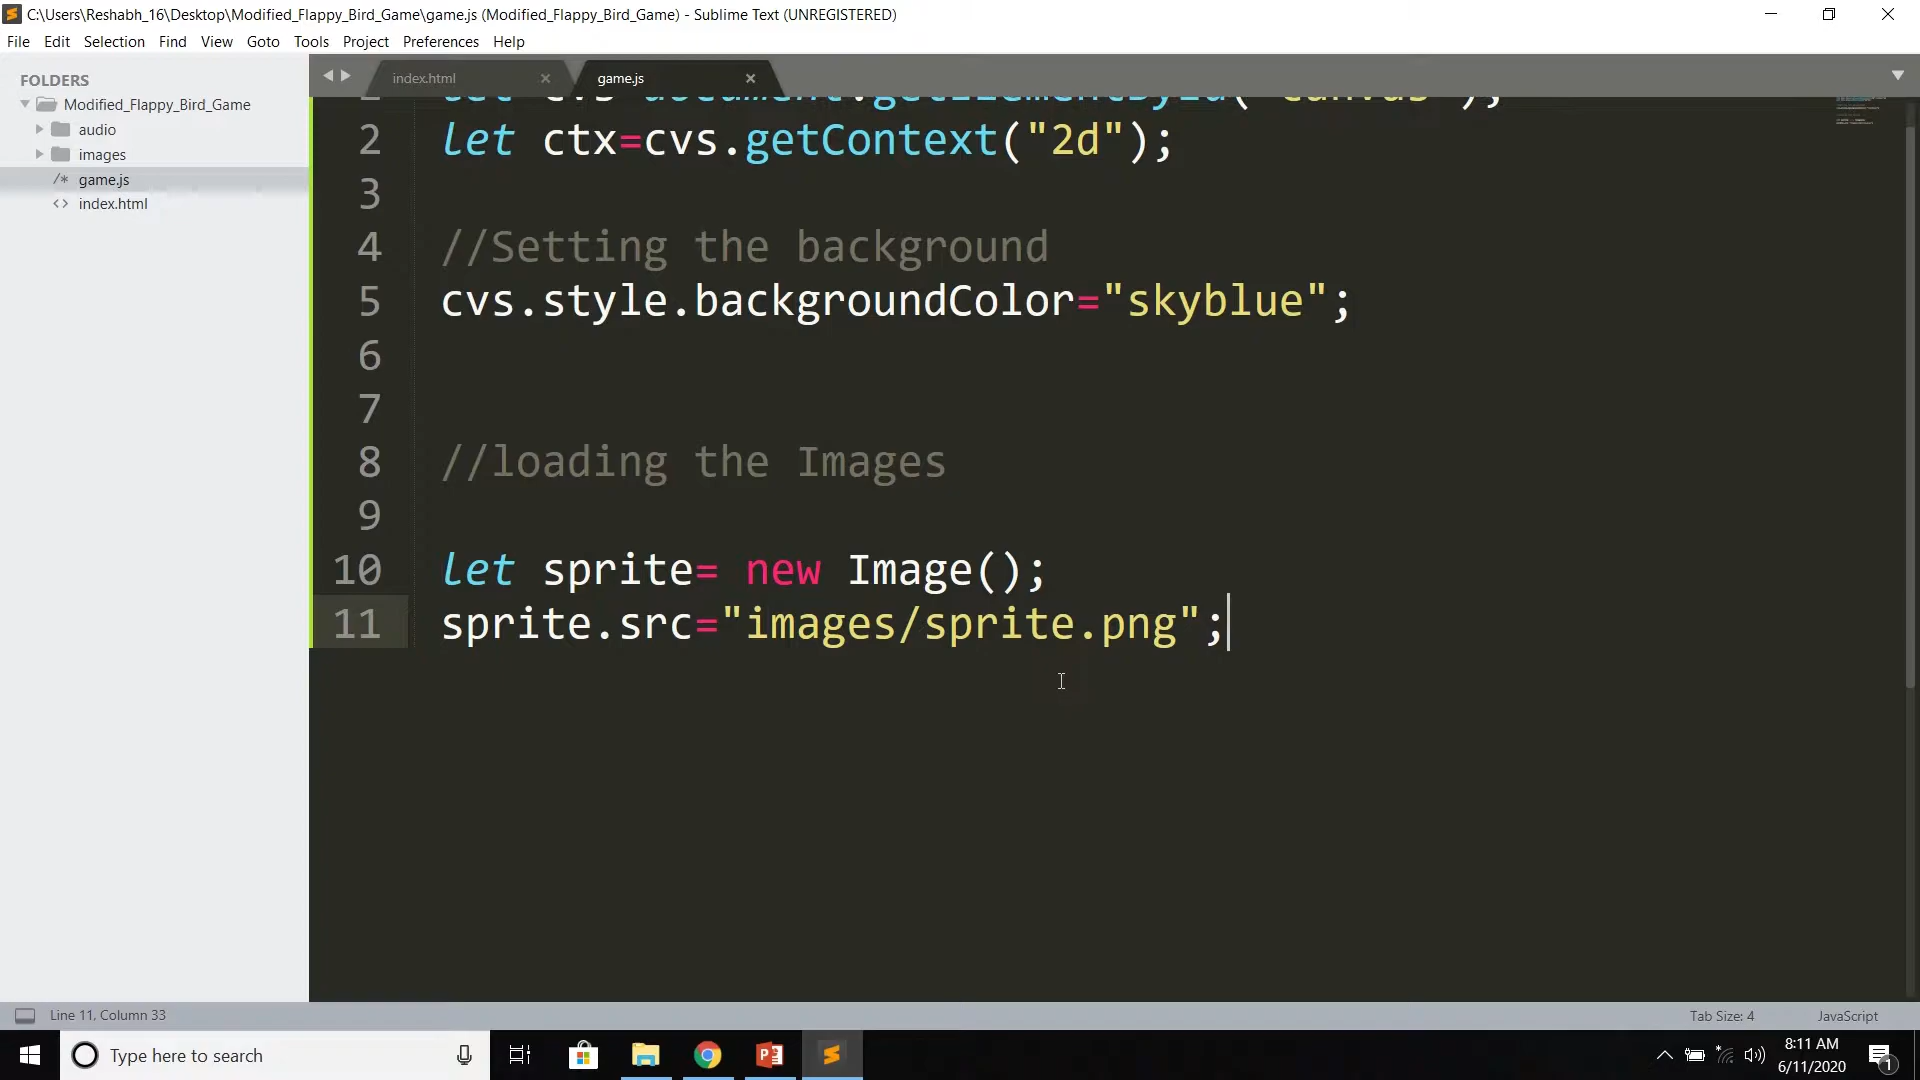 C:\Users\Reshabh_16\Desktop\Modified_Flappy_Bird_Game\game.js (Modified_Flappy_Bird_Game) - Sublime Text (UNREGISTERED)
File Edit Selection Find View Goto Tools Project Preferences Help
FOLDERS
Modified_Flappy_Bird_Game
audio
images
/* game.js
<> index.html
index.html game.js
2 let ctx=cvs.getContext("2d");
3
4 //Setting the background
5 cvs.style.backgroundColor="skyblue";
6
7
8 //loading the Images
9
10 let sprite= new Image();
11 sprite.src="images/sprite.png";
Line 11, Column 33
Tab Size: 4 JavaScript
Type here to search
8:11 AM
6/11/2020
1